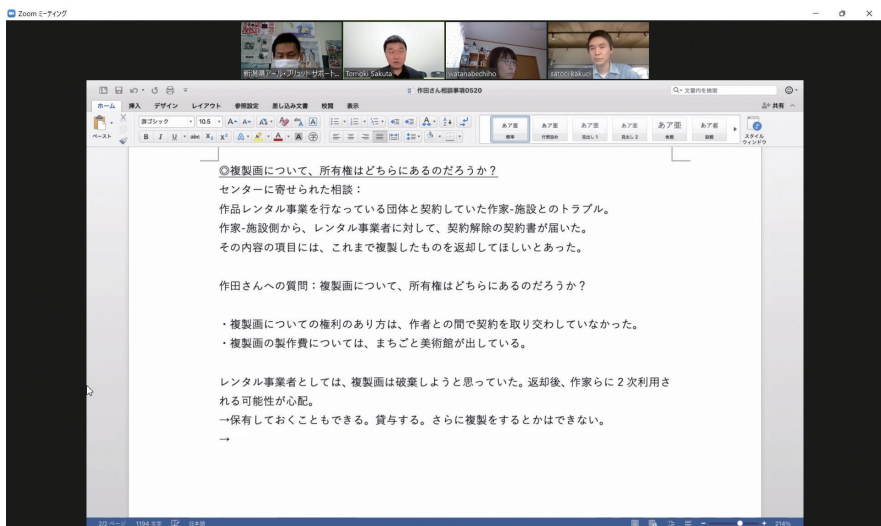 Zoom ミーティング
新潟県アール・ブリュット サポート...
Tomoki Sakuta
watanabechiho
satoci kakuci
作田さん相談事項0520
文書内を検索
ホーム 挿入 デザイン レイアウト 参照設定 差し込み文書 校閲 表示
共有
ペースト
游ゴシック 10.5
あア亜 あア亜 あア亜 あア亜 あア亜 あア亜
標準 行間詰め 見出し 1 見出し 2 表題 副題
スタイル
ウィンドウ
◎複製画について、所有権はどちらにあるのだろうか？
センターに寄せられた相談：
作品レンタル事業を行なっている団体と契約していた作家-施設とのトラブル。
作家-施設側から、レンタル事業者に対して、契約解除の契約書が届いた。
その内容の項目には、これまで複製したものを返却してほしいとあった。
作田さんへの質問：複製画について、所有権はどちらにあるのだろうか？
・複製画についての権利のあり方は、作者との間で契約を取り交わしていなかった。
・複製画の製作費については、まちごと美術館が出している。
レンタル事業者としては、複製画は破棄しようと思っていた。返却後、作家らに２次利用さ
れる可能性が心配。
→保有しておくこともできる。貸与する。さらに複製をするとかはできない。
→
2/2 ページ 1194 文字 日本語
214%